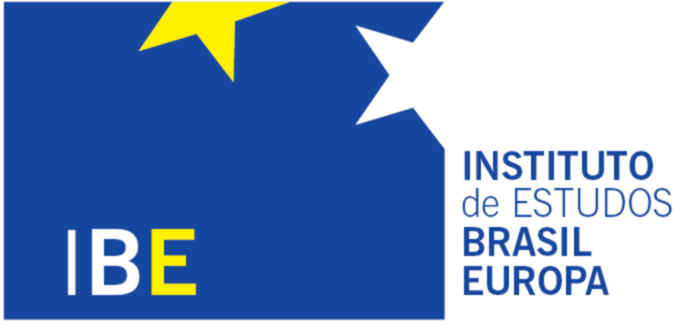 IBE
INSTITUTO
de ESTUDOS
BRASIL
EUROPA